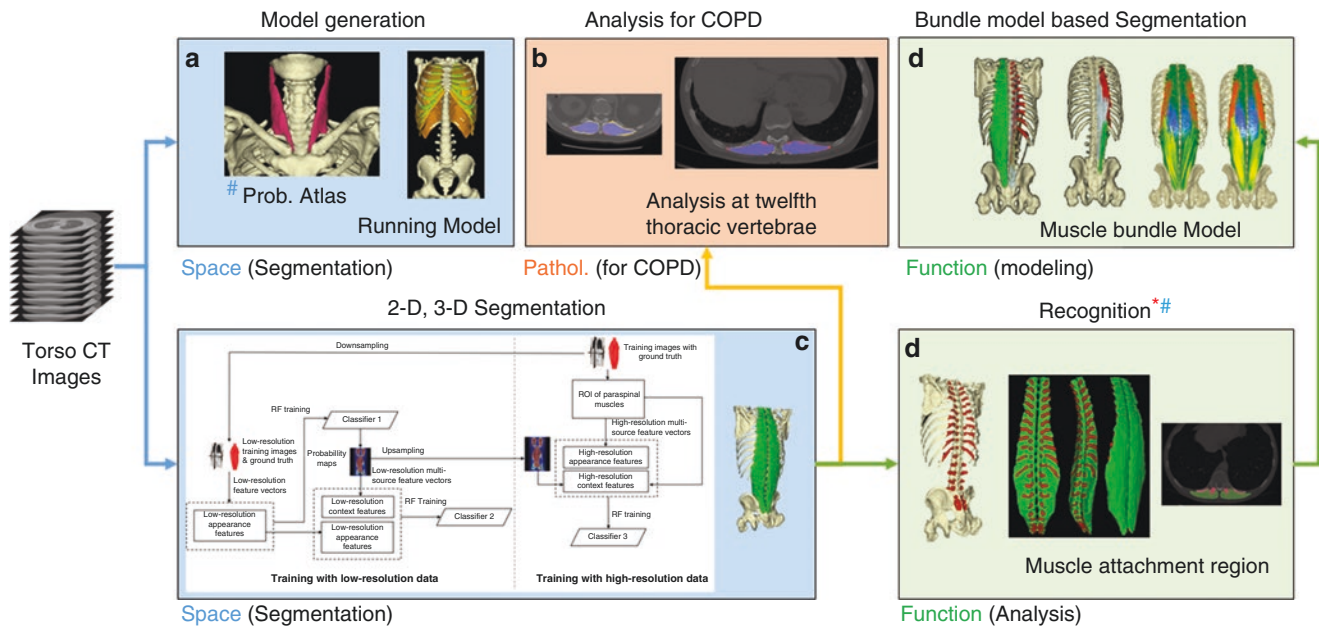 Model generation
Analysis for COPD
Bundle model based Segmentation
a
# Prob. Atlas
Running Model
Space (Segmentation)
b
Analysis at twelfth
thoracic vertebrae
Pathol. (for COPD)
d
Muscle bundle Model
Function (modeling)
Torso CT
Images
2-D, 3-D Segmentation
c
Downsampling
Training images with
ground truth
ROI of paraspinal
muscles
RF training
Classifier 1
High-resolution multi-
source feature vectors
Low-resolution
training images
& ground truth
Probability
maps
Upsampling
High-resolution
appearance features
Low-resolution multi-
source feature vectors
High-resolution
context features
Low-resolution
feature vectors
Low-resolution
context features
RF Training
Low-resolution
appearance
features
Classifier 2
RF training
Low-resolution
appearance
features
Classifier 3
Training with low-resolution data
Training with high-resolution data
Space (Segmentation)
Recognition*#
d
Muscle attachment region
Function (Analysis)